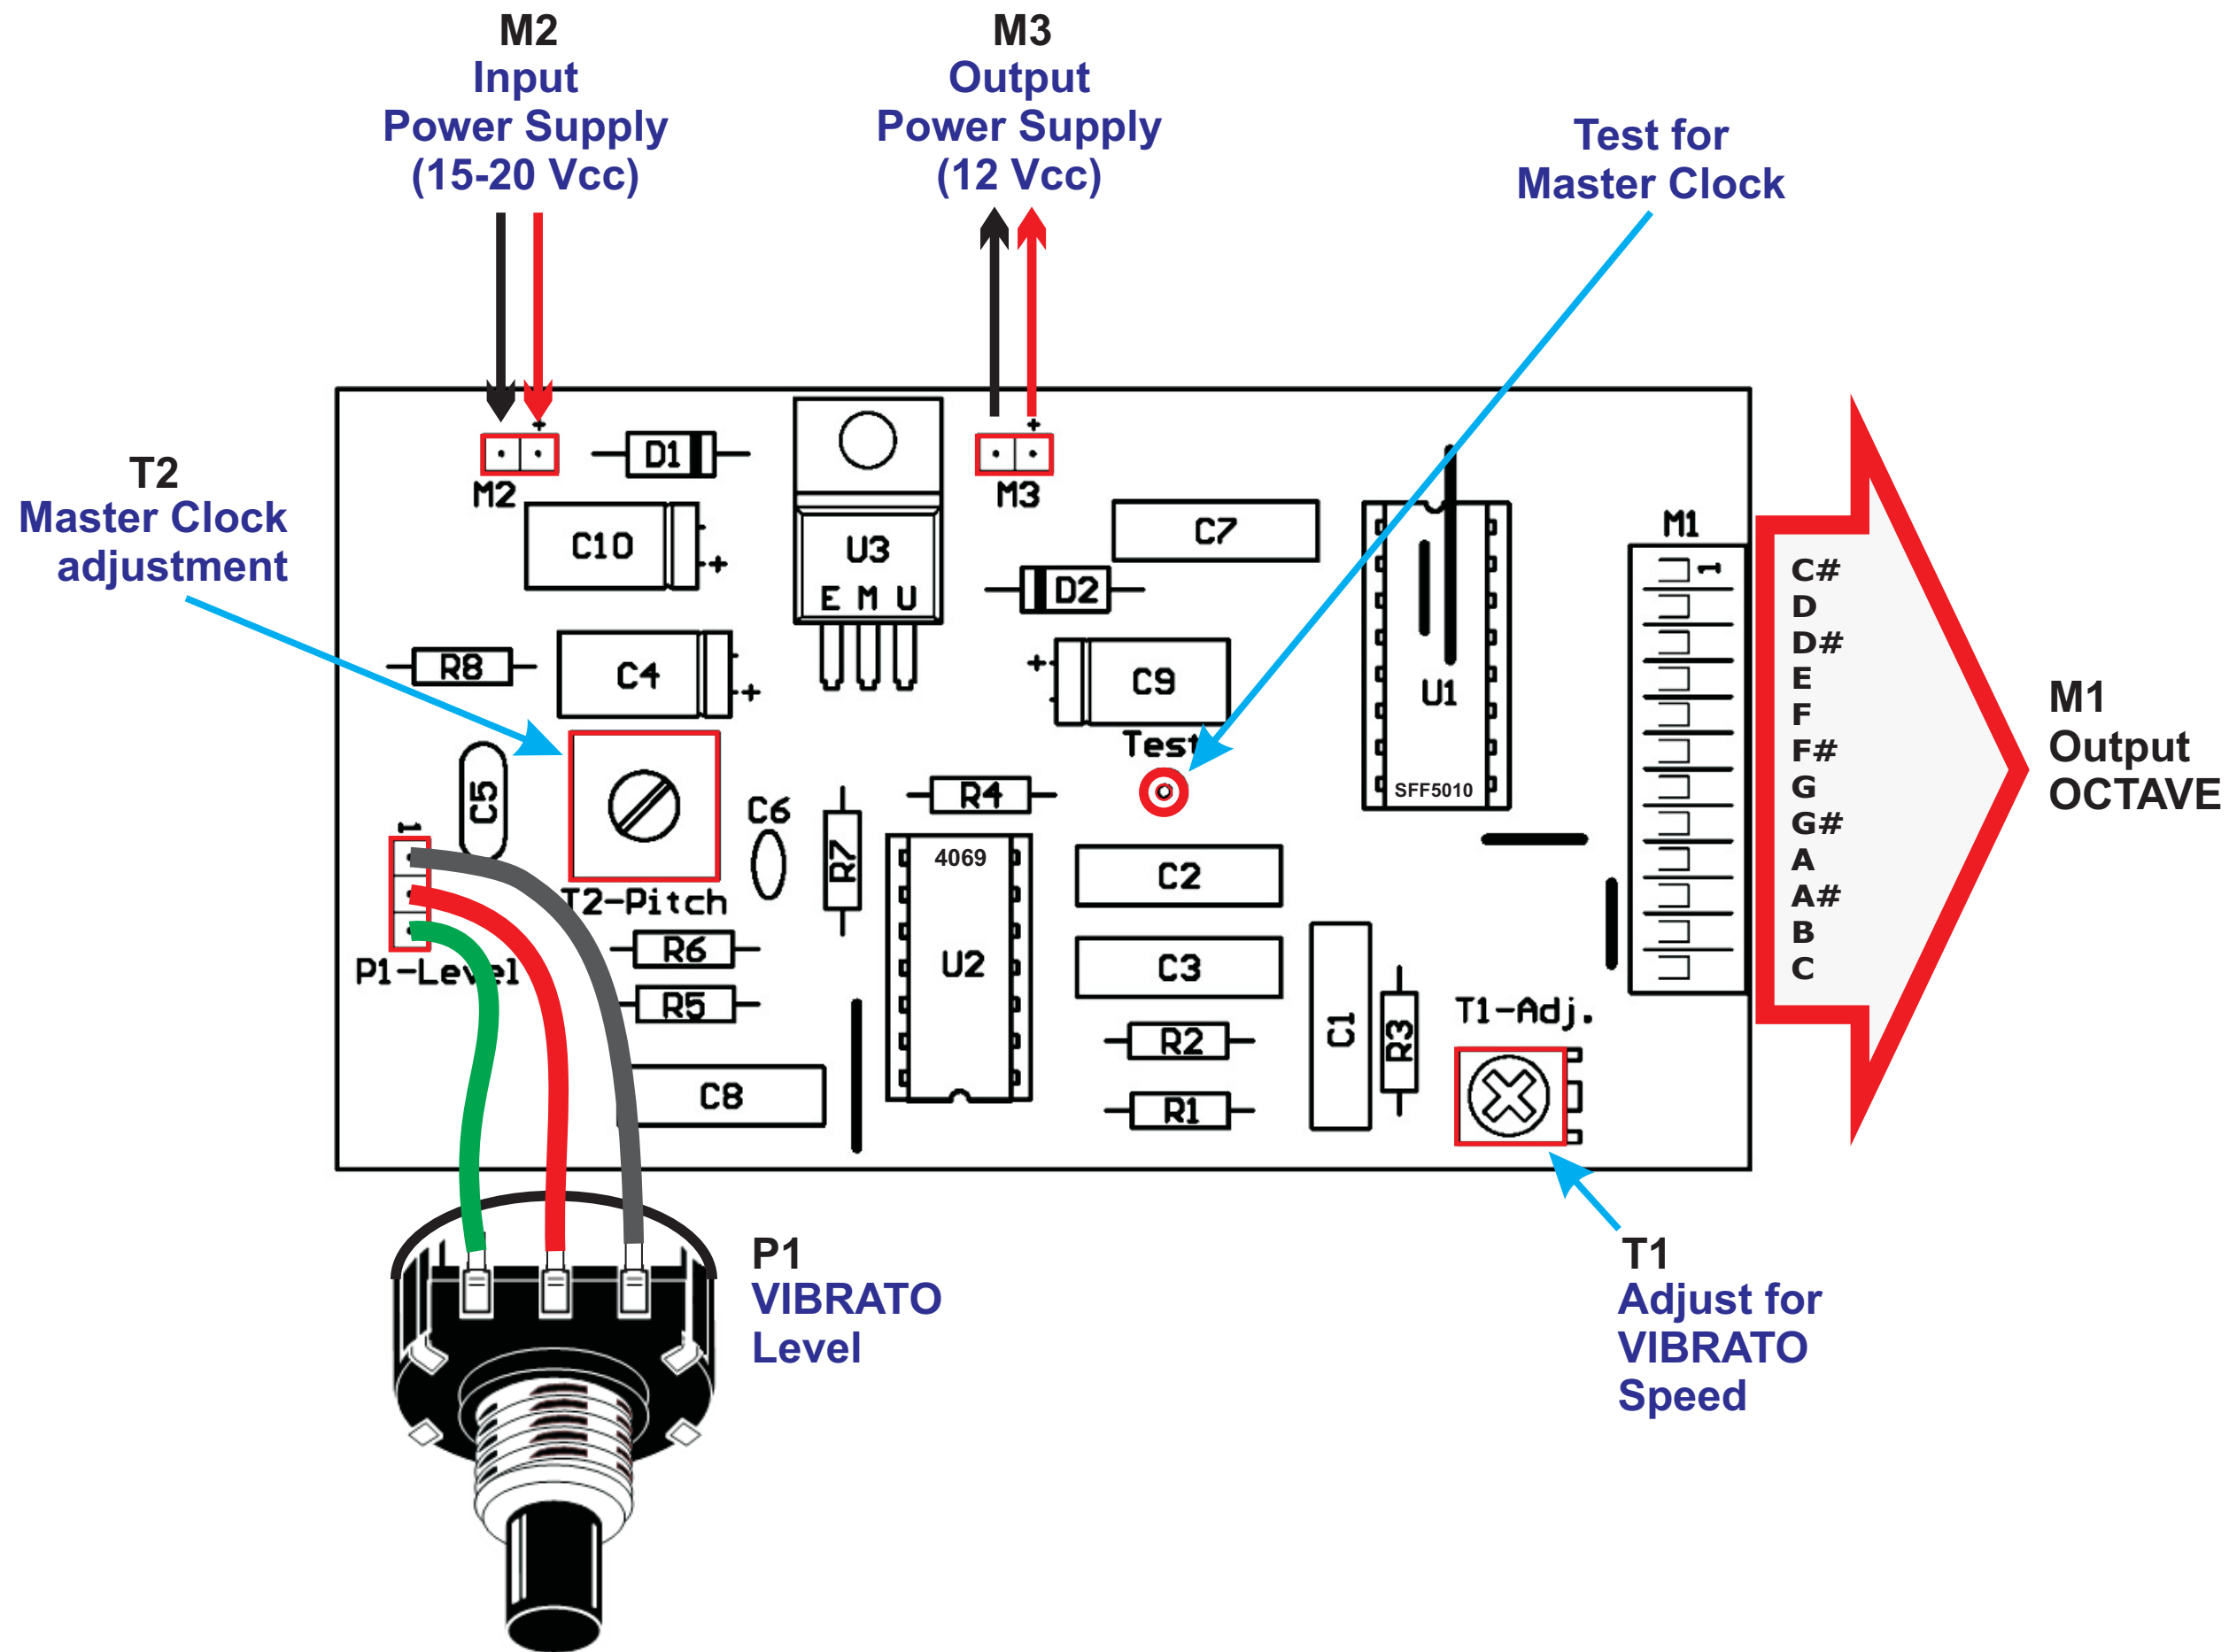 M2
Input
Power Supply
(15-20 Vcc)
M3
Output
Power Supply
(12 Vcc)
Test for
Master Clock
T2
Master Clock
adjustment
+
M2
D1
C10
+
U3
E M U
+
M3
C7
D2
M1
1
C#
D
D#
E
F
F#
G
G#
A
A#
B
C
M1
Output
OCTAVE
R8
C4
+
+
C9
U1
SFF5010
Test
C5
C6
R7
R4
4069
U2
C2
C3
1
T2-Pitch
P1-Level
R6
R5
C8
R2
R1
C1
R3
T1-Adj.
P1
VIBRATO
Level
T1
Adjust for
VIBRATO
Speed